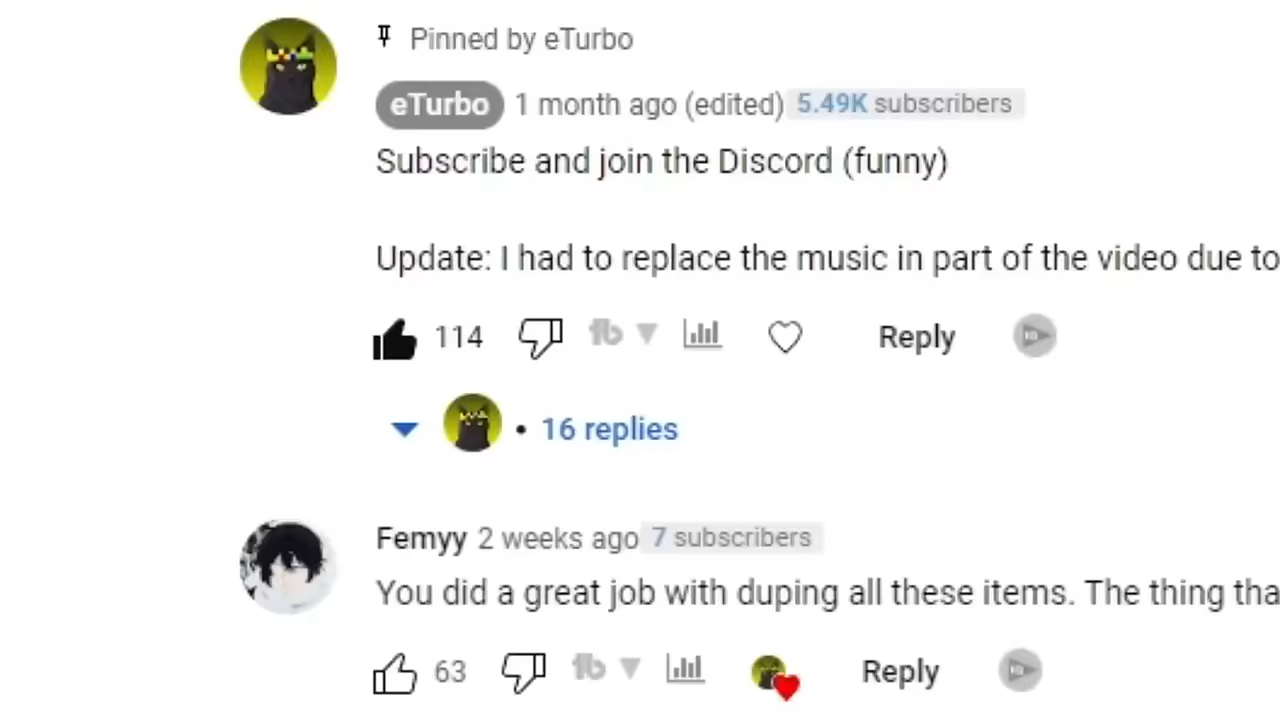 Pinned by eTurbo
eTurbo 1 month ago (edited) 5.49K subscribers
Subscribe and join the Discord (funny)
Update: I had to replace the music in part of the video due to
114 Reply
• 16 replies
Femyy 2 weeks ago 7 subscribers
You did a great job with duping all these items. The thing tha
63 Reply